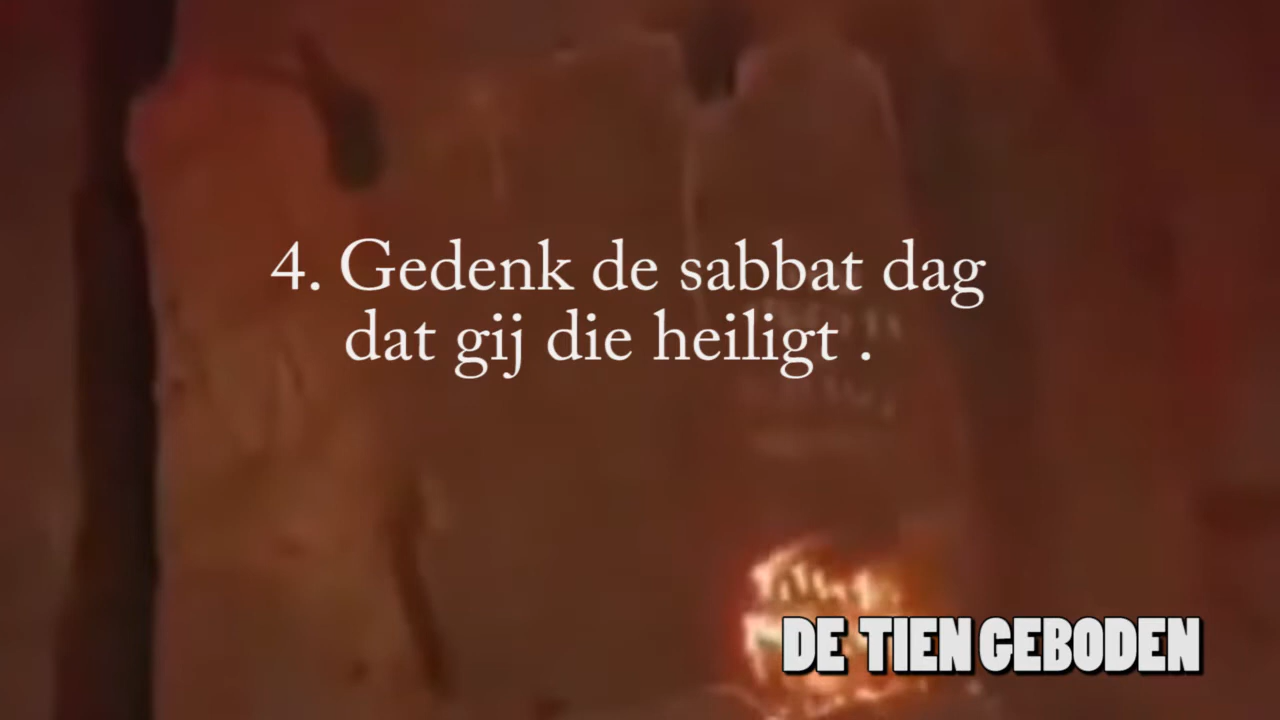 4. Gedenk de sabbat dag
dat gij die heiligt .
DE TIEN GEBODEN